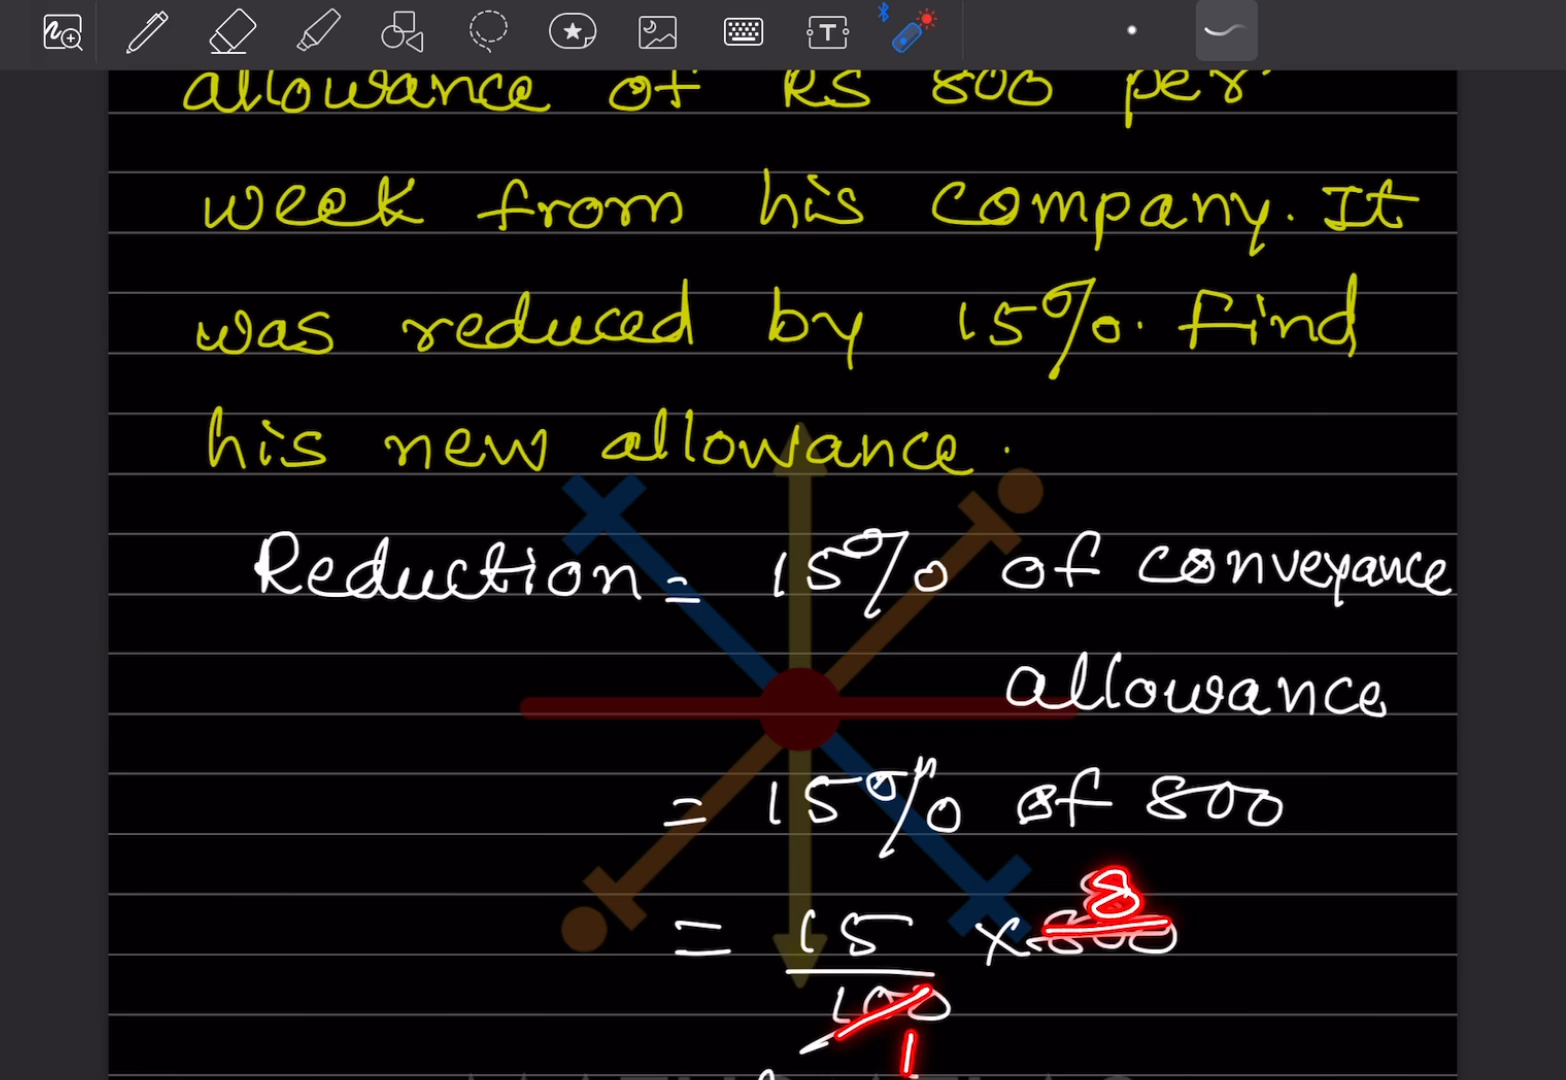 allowance of Rs 800 per
week from his company. It
was reduced by 15%. Find
his new allowance.
Reduction = 15% of conveyance
allowance
= 15% of 800
8
= 15 × 800
100
1